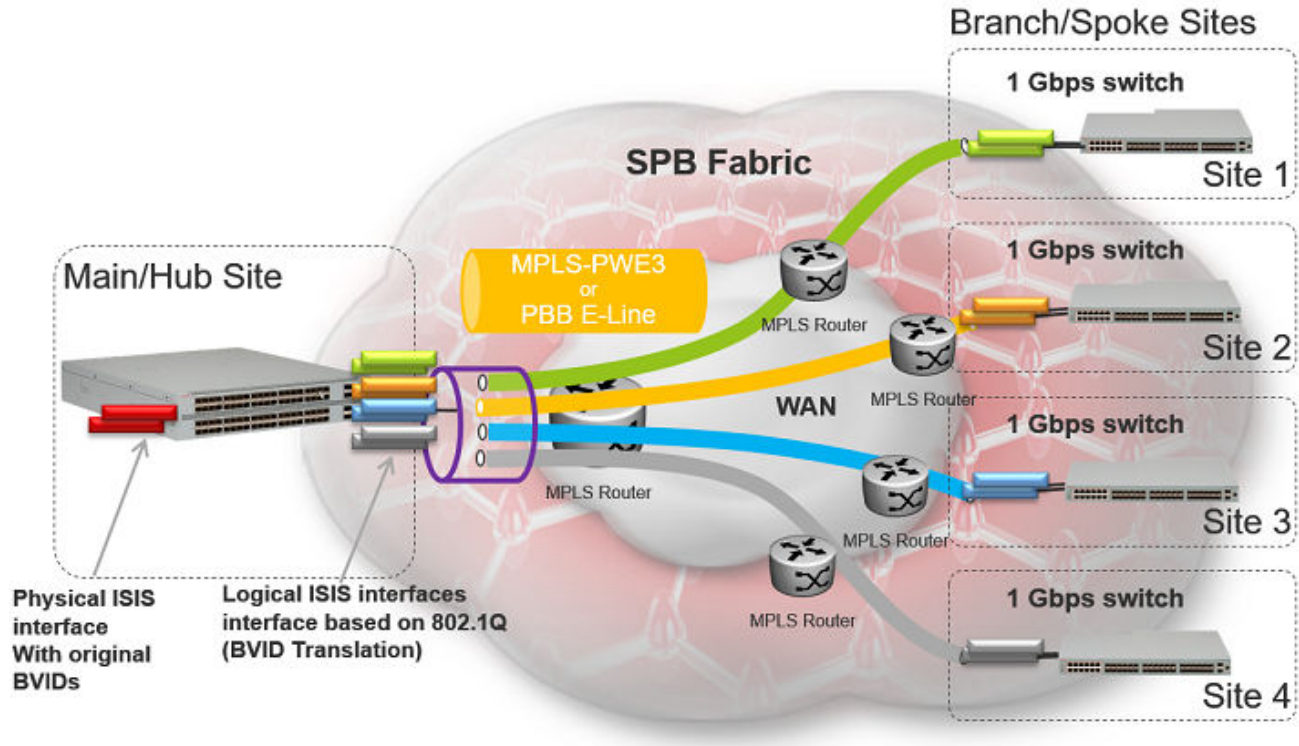 Branch/Spoke Sites
1 Gbps switch
SPB Fabric
Site 1
1 Gbps switch
Main/Hub Site
MPLS-PWE3
or
PBB E-Line
MPLS Router
Site 2
MPLS Router
WAN
1 Gbps switch
MPLS Router
Site 3
MPLS Router
Physical ISIS
interface
With original
BVIDs
Logical ISIS interfaces
interface based on 802.1Q
(BVID Translation)
1 Gbps switch
MPLS Router
Site 4